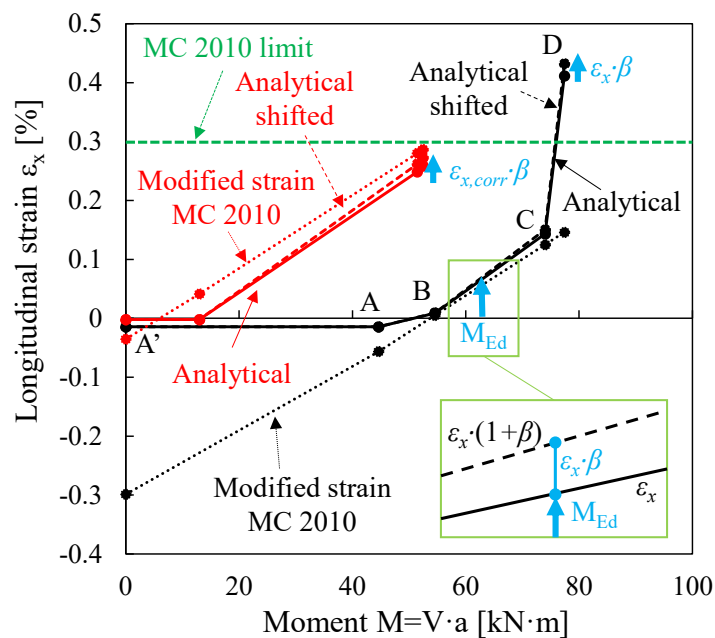 0.5
0.4
0.3
0.2
0.1
0
-0.1
-0.2
-0.3
-0.4
Longitudinal strain εx [%]
MC 2010 limit
Analytical
shifted
Modified strain
MC 2010
Analytical
εx,corr·β
D
Analytical
shifted
εx·β
Analytical
C
A
B
A’
MEd
Modified strain
MC 2010
εx·(1+β)
εx·β
εx
MEd
0
20
40
60
80
100
Moment M=V·a [kN·m]